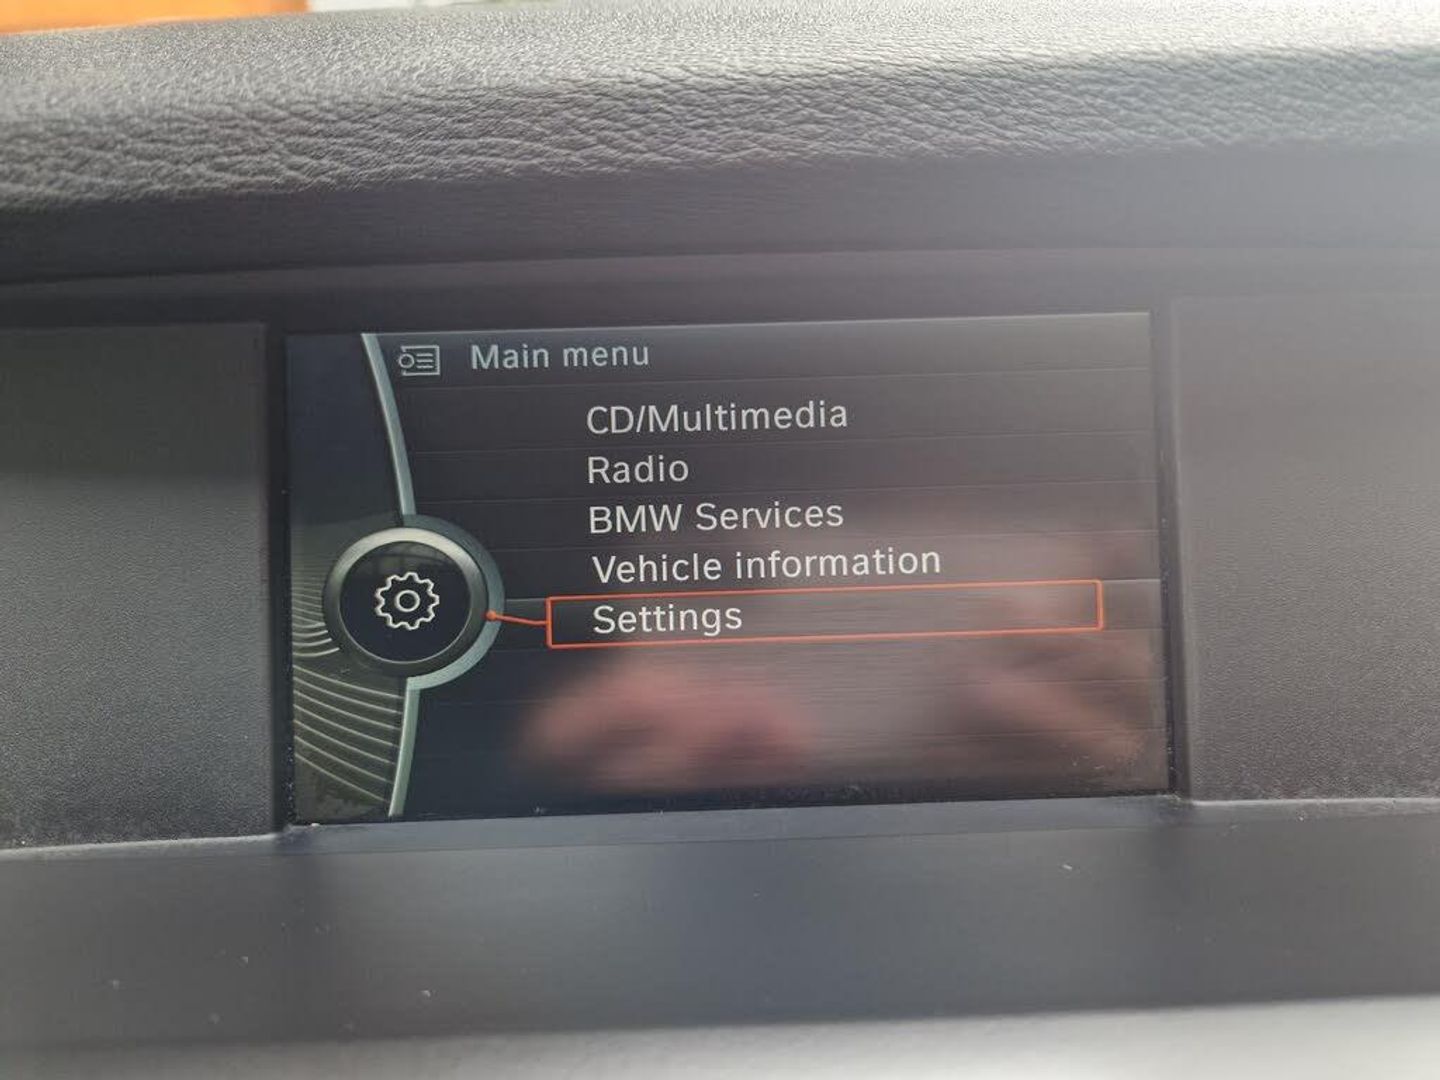 Main menu
CD/Multimedia
Radio
BMW Services
Vehicle information
Settings